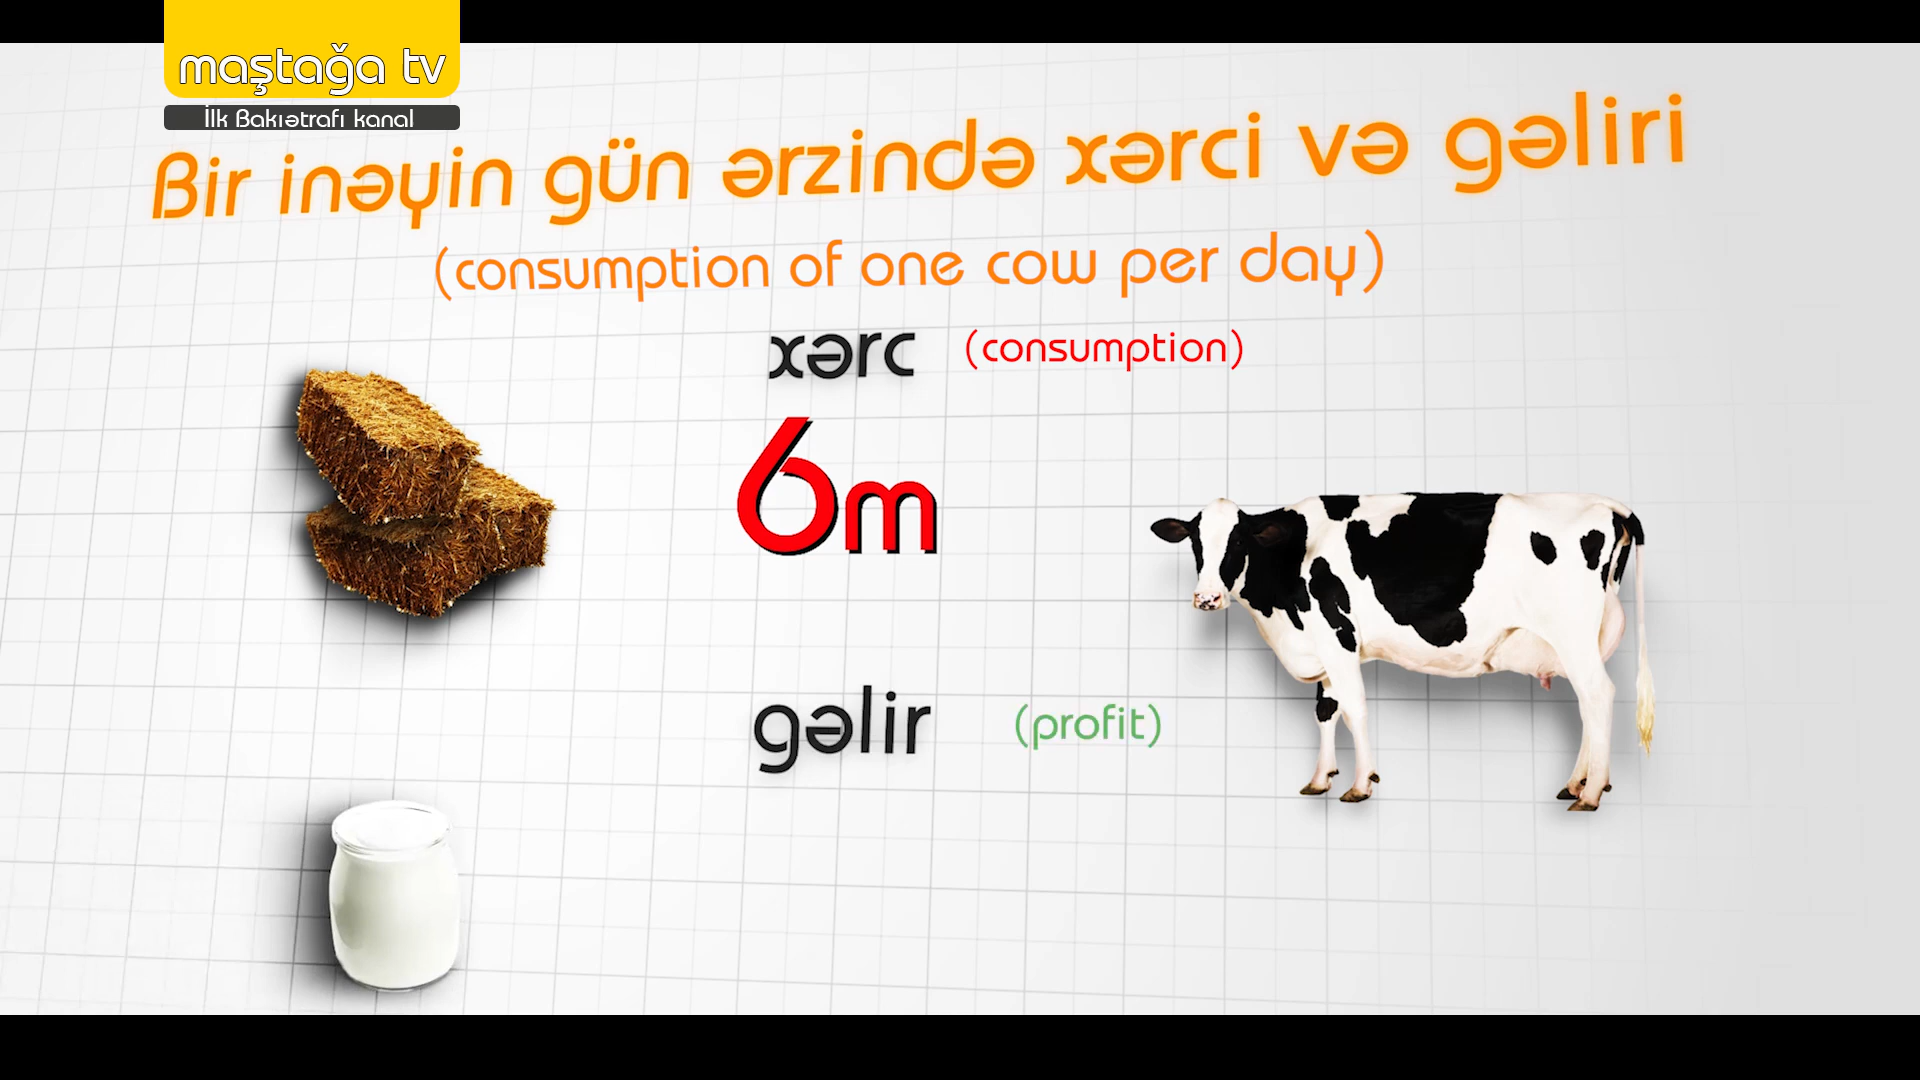 maştağa tv
İlk Bakıətrafı kanal
Bir inəyin gün ərzində xərci və gəliri
(consumption of one cow per day)
xərc (consumption)
6m
gəlir (profit)